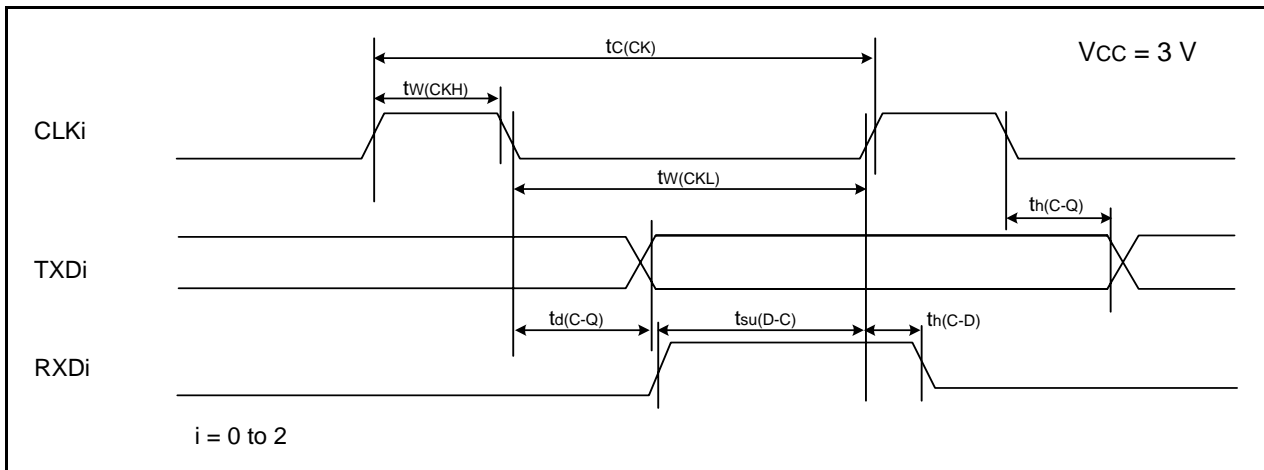 tC(CK)
VCC = 3 V
tW(CKH)
CLKi
tW(CKL)
th(C-Q)
TXDi
td(C-Q)
tsu(D-C)
th(C-D)
RXDi
i = 0 to 2